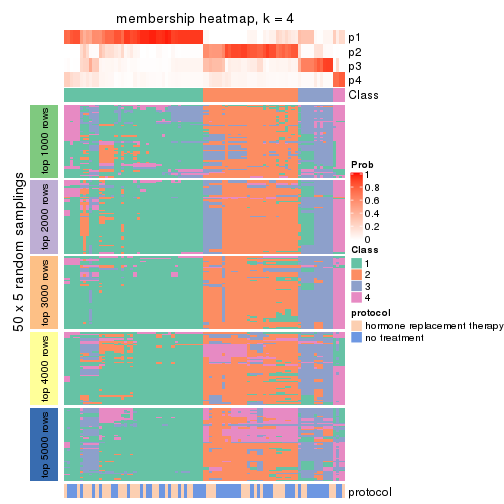 membership heatmap, k = 4
p1
p2
p3
p4
Class
50 x 5 random samplings
top 1000 rows
top 2000 rows
top 3000 rows
top 4000 rows
top 5000 rows
protocol
Prob
1
0.8
0.6
0.4
0.2
0
Class
1
2
3
4
protocol
hormone replacement therapy
no treatment